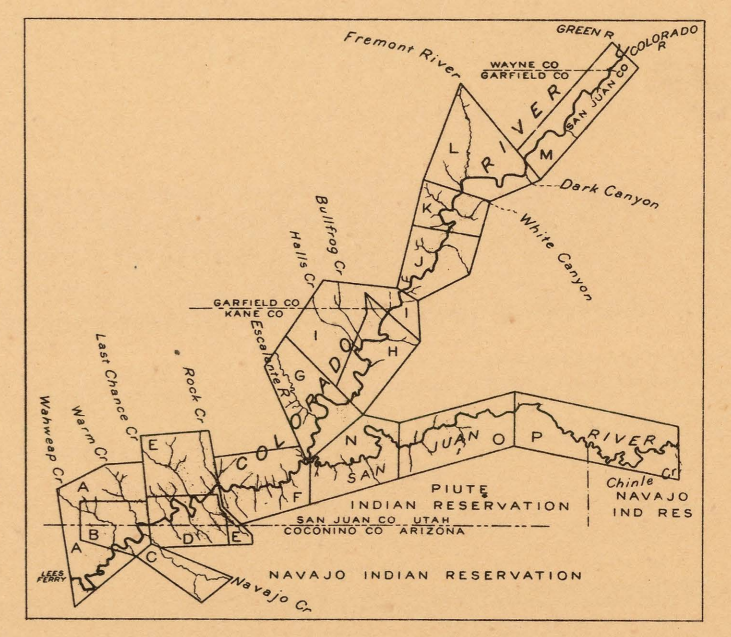 GREEN R
COLORADO
R
Fremont River
WAYNE CO
GARFIELD CO
SAN JUAN CO
RIVER
M
L
Dark Canyon
K
White Canyon
J
Bullfrog Cr
Halls Cr
GARFIELD CO
KANE CO
I
I
H
Escalante R
G
COLORADO
Last Chance Cr
Rock Cr
Warm Cr
Wahweap Cr
E
N
SAN
JUAN
O
P
RIVER
Chinle
Cr
A
F
PIUTE
INDIAN RESERVATION
NAVAJO
IND RES
SAN JUAN CO UTAH
COCONINO CO ARIZONA
B
A
D
E
C
LEES
FERRY
Navajo Cr
NAVAJO INDIAN RESERVATION